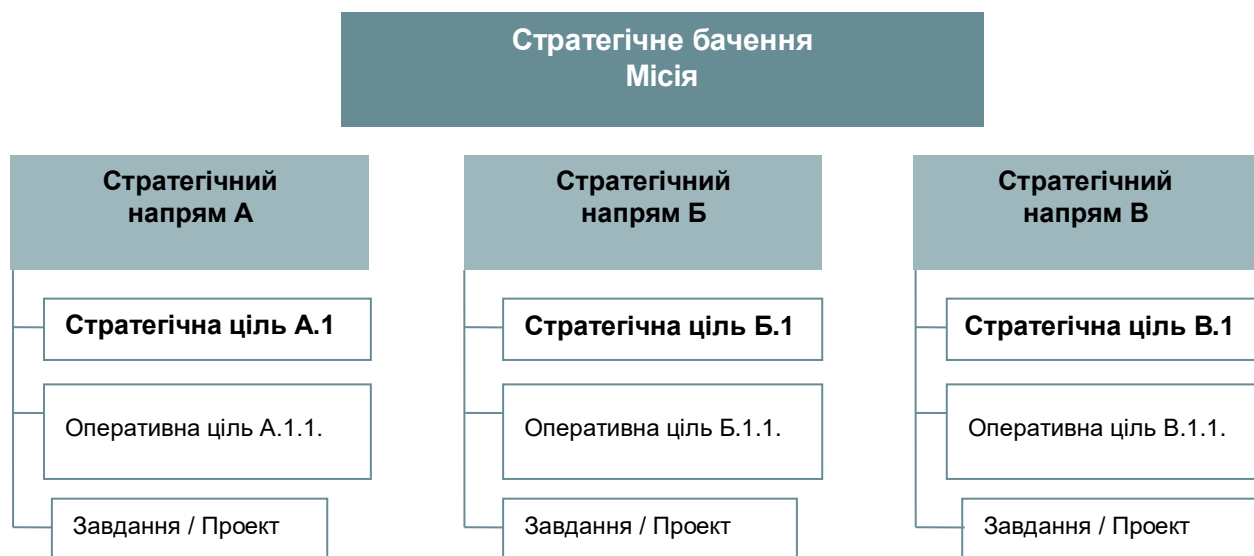 Стратегічне бачення
Місія
Стратегічний
напрям А
Стратегічна ціль А.1
Оперативна ціль А.1.1.
Завдання / Проект
Стратегічний
напрям Б
Стратегічна ціль Б.1
Оперативна ціль Б.1.1.
Завдання / Проект
Стратегічний
напрям В
Стратегічна ціль В.1
Оперативна ціль В.1.1.
Завдання / Проект